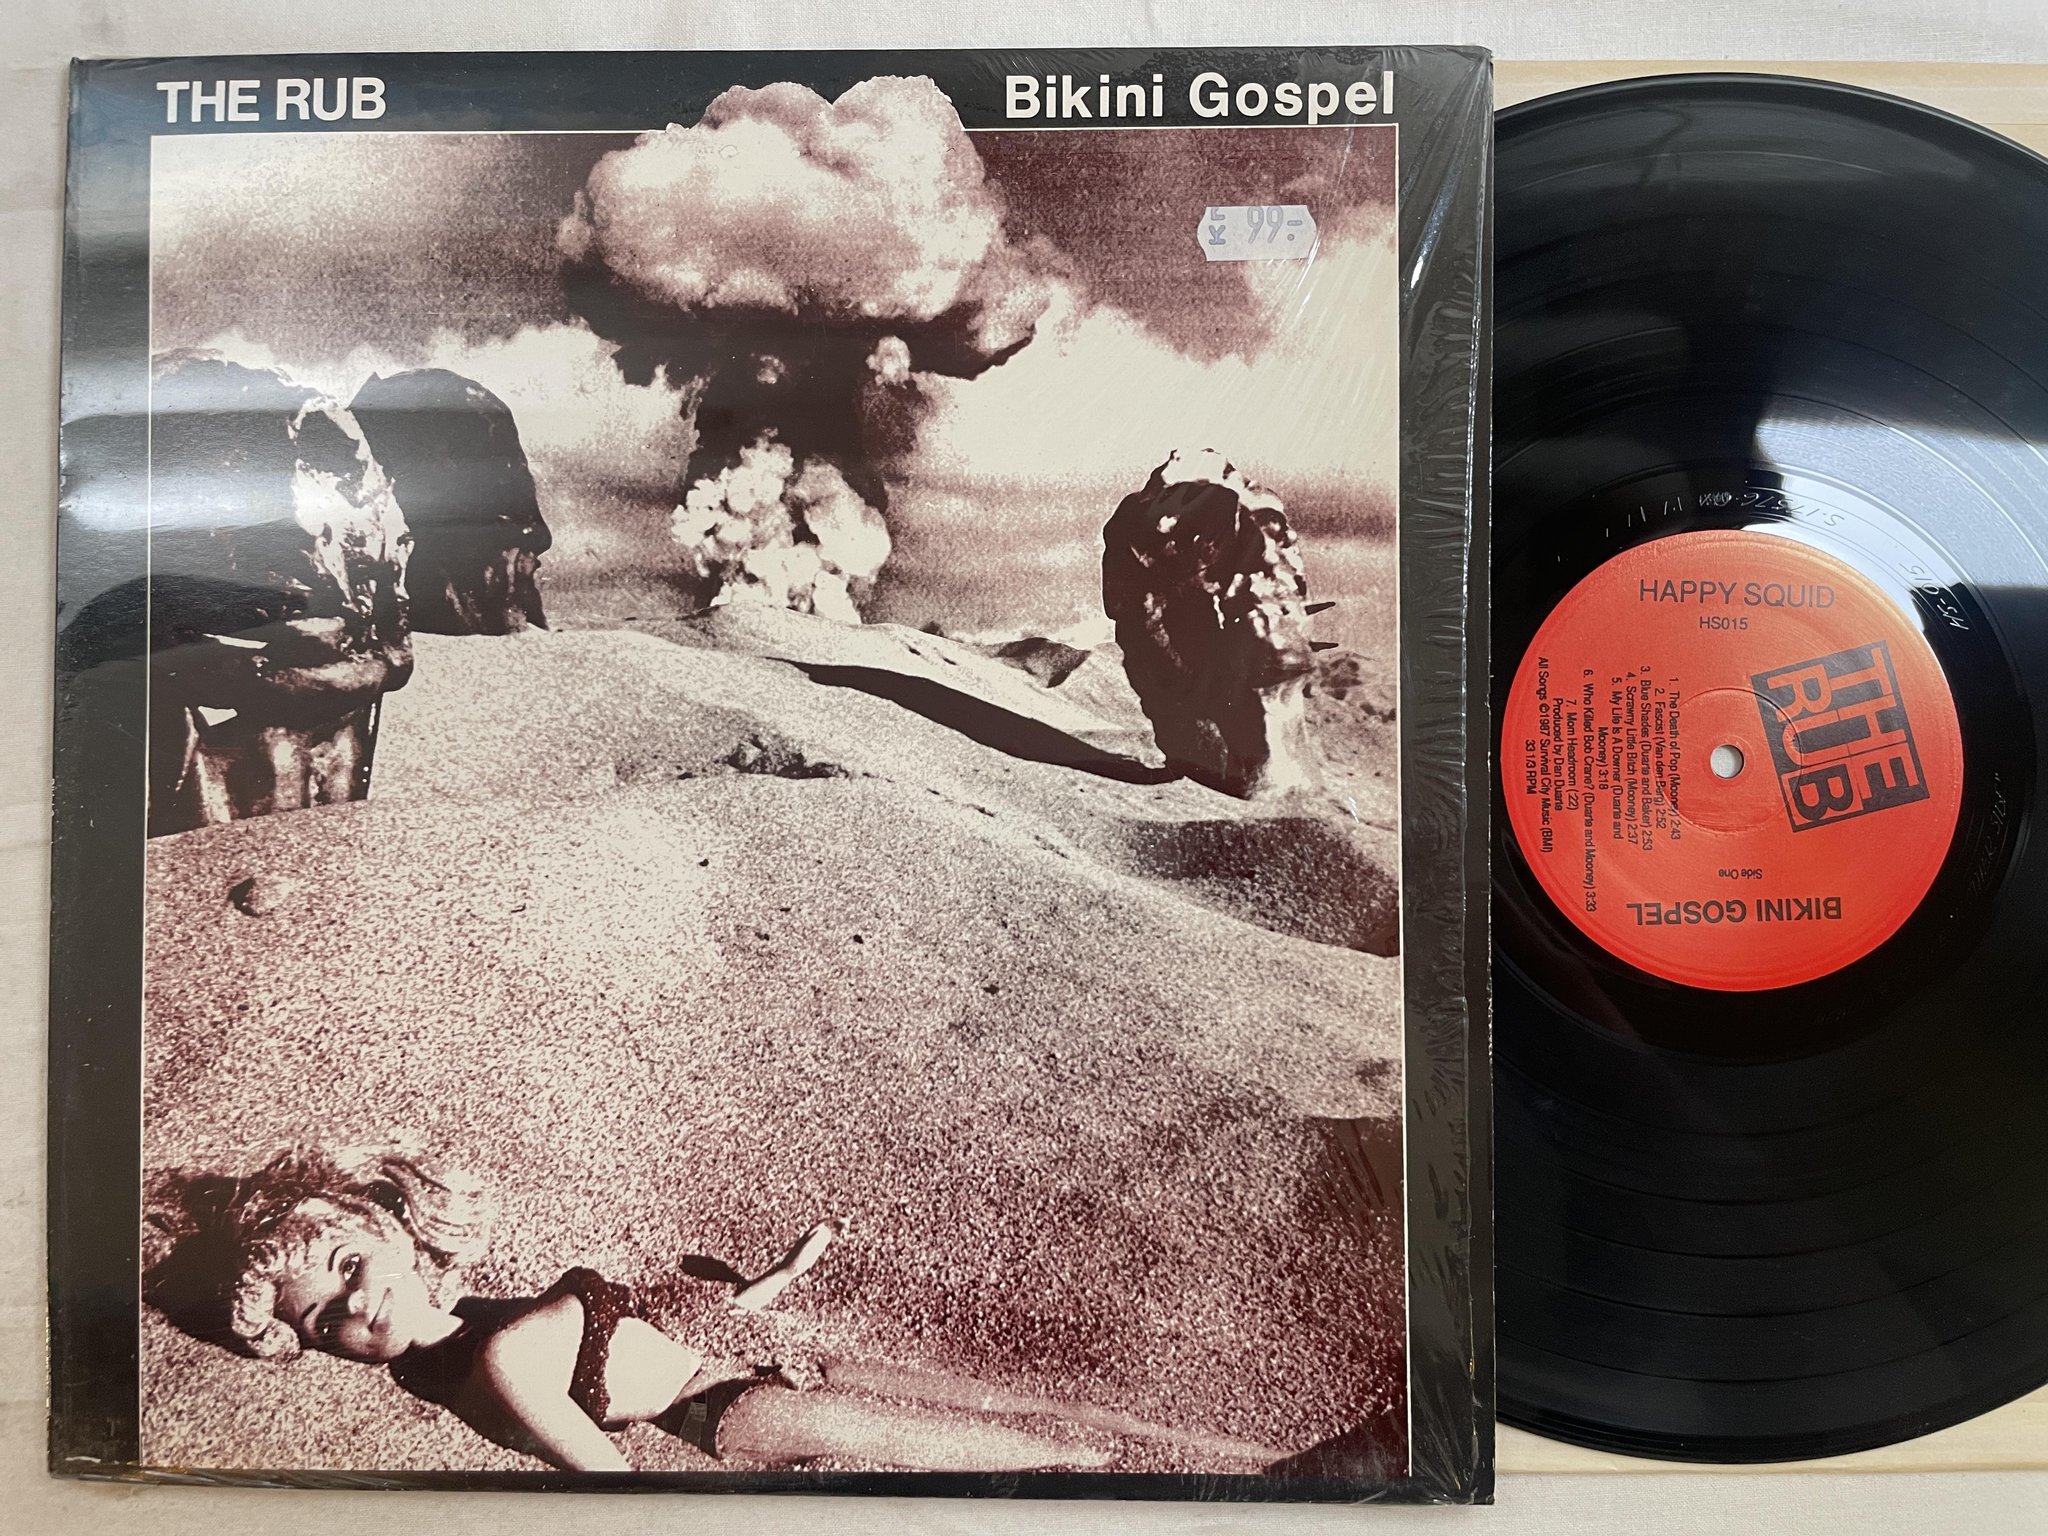 THE RUB
Bikini Gospel
Kr 99:-
HAPPY SQUID
HS015
THE
RUB
1. The Death of Pop (Mooney) 2:43
2. Fascist (Van den Berg) 2:52
3. Blue Shades (Duarte and Balker) 2:53
4. Scrawny Little Bitch (Mooney) 2:37
5. My Life Is A Downer (Duarte and
Mooney) 3:18
6. Who Killed Bob Crane? (Duarte and Mooney) 3:33
7. Mom Headroom (:22)
Produced by Dan Duarte
All Songs ©1987 Survival City Music (BMI)
33 1/3 RPM
Side One
BIKINI GOSPEL
HS-015